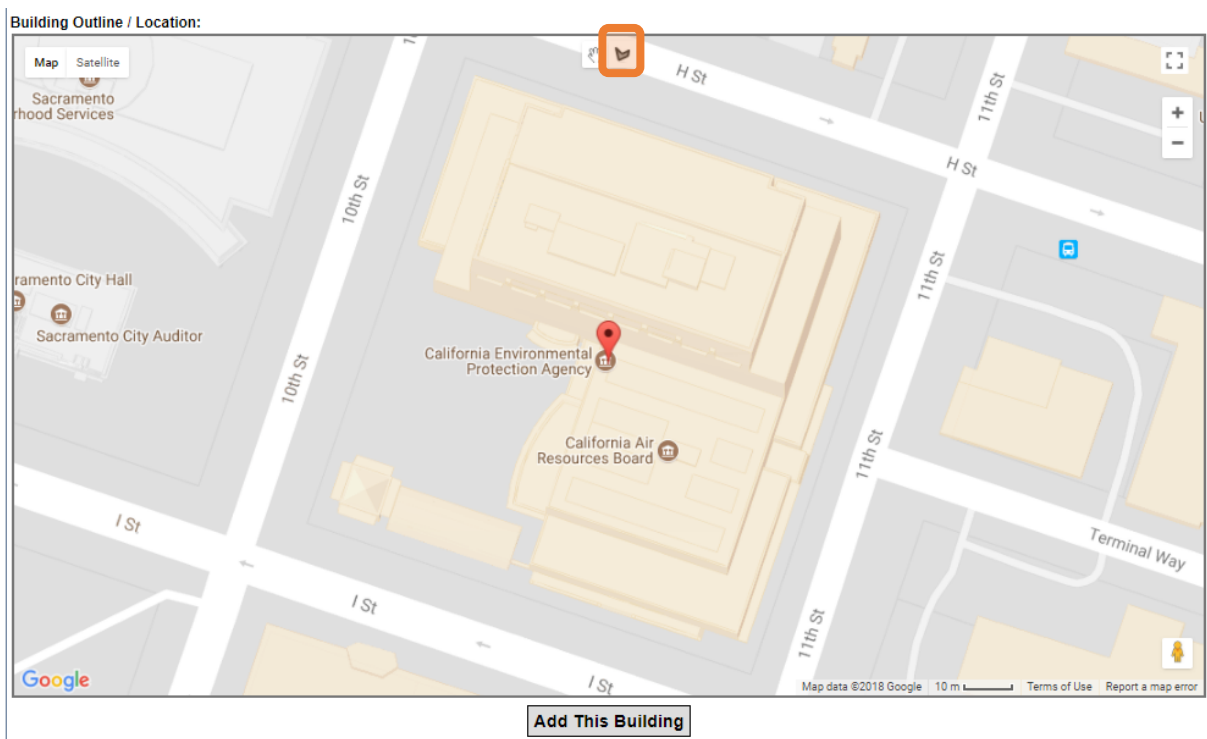 Building Outline / Location:
Map Satellite
Sacramento
rhood Services
H St
11th St
H St
10th St
11th St
ramento City Hall
Sacramento City Auditor
California Environmental
Protection Agency
10th St
California Air
Resources Board
11th St
I St
Terminal Way
I St
11th St
I St
Google
Map data ©2018 Google 10 m Terms of Use Report a map error
Add This Building